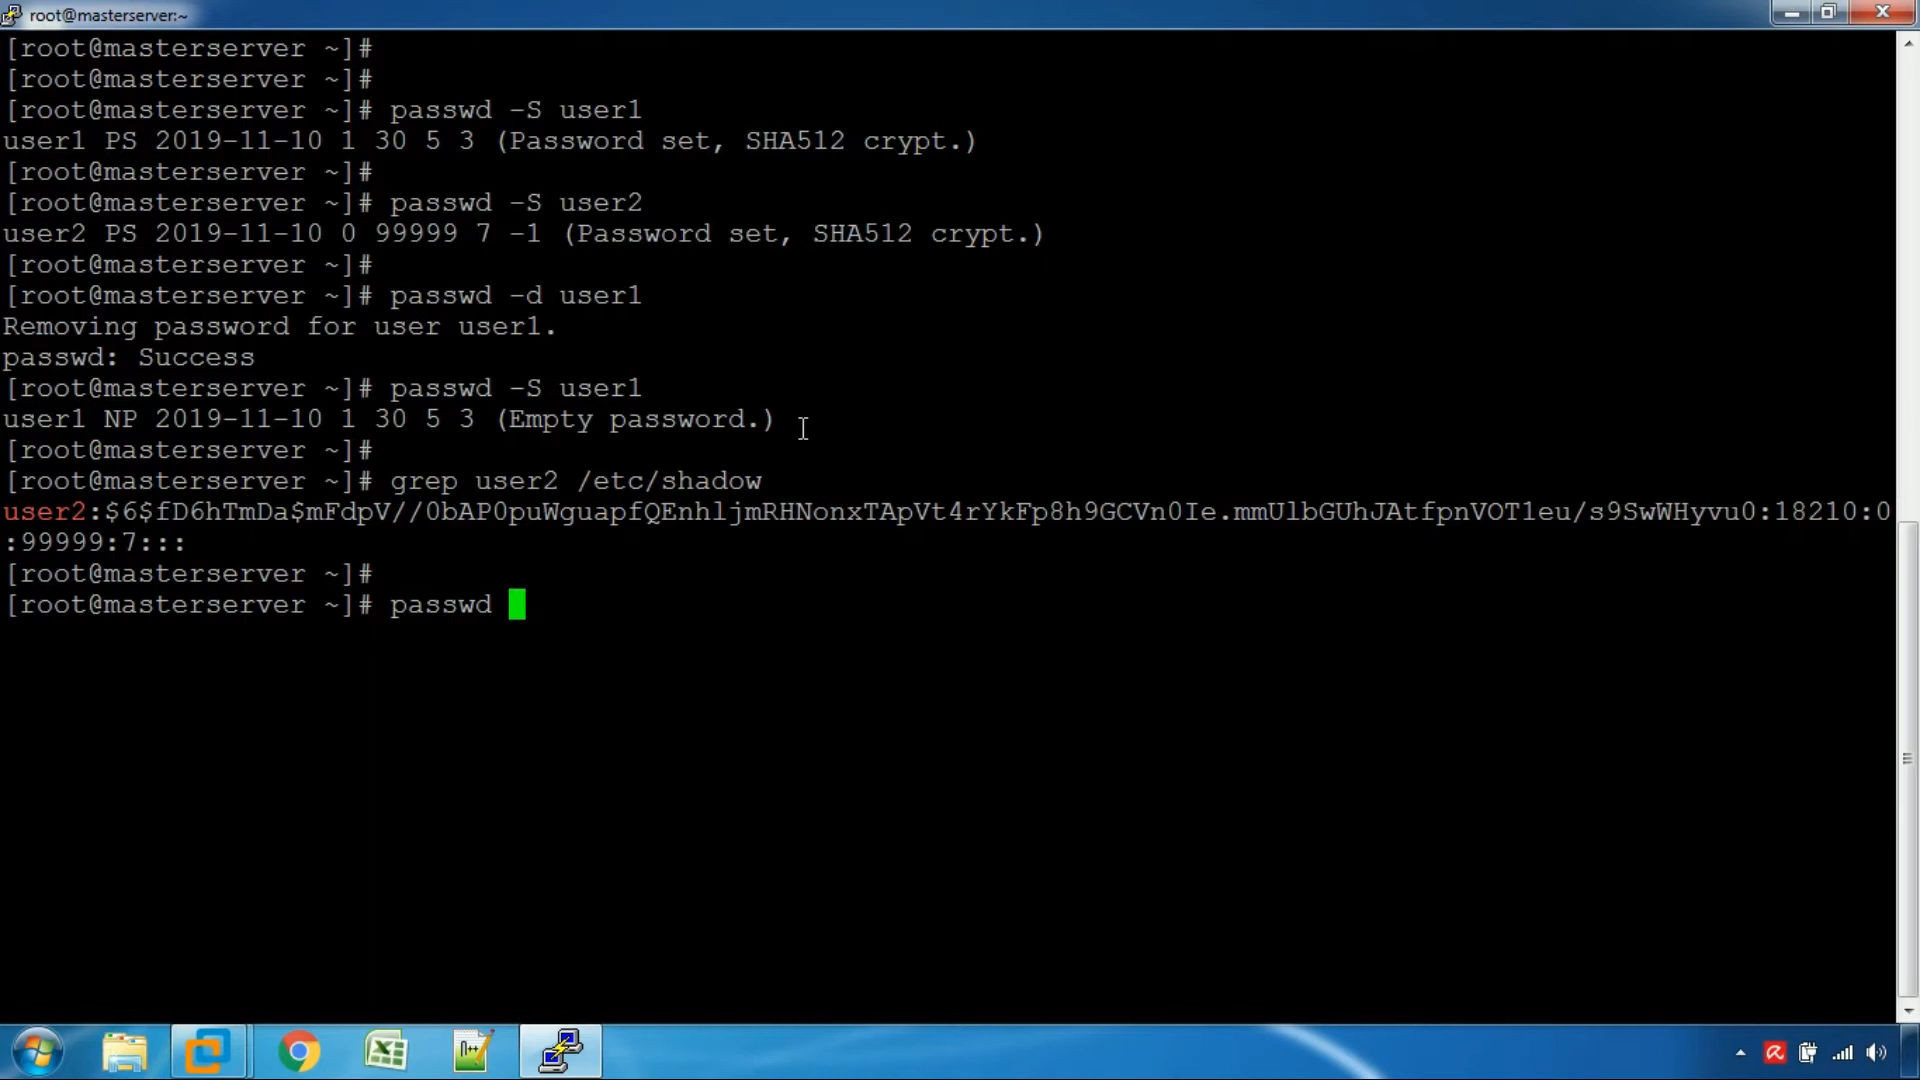 root@masterserver:~
[root@masterserver ~]#
[root@masterserver ~]#
[root@masterserver ~]# passwd -S user1
user1 PS 2019-11-10 1 30 5 3 (Password set, SHA512 crypt.)
[root@masterserver ~]#
[root@masterserver ~]# passwd -S user2
user2 PS 2019-11-10 0 99999 7 -1 (Password set, SHA512 crypt.)
[root@masterserver ~]#
[root@masterserver ~]# passwd -d user1
Removing password for user user1.
passwd: Success
[root@masterserver ~]# passwd -S user1
user1 NP 2019-11-10 1 30 5 3 (Empty password.)
[root@masterserver ~]#
[root@masterserver ~]# grep user2 /etc/shadow
user2:$6$fD6hTmDa$mFdpV//0bAP0puWguapfQEnhljmRHNonxTApVt4rYkFp8h9GCVn0Ie.mmUlbGUhJAtfpnVOT1eu/s9SwWHyvu0:18210:0
:99999:7:::
[root@masterserver ~]#
[root@masterserver ~]# passwd